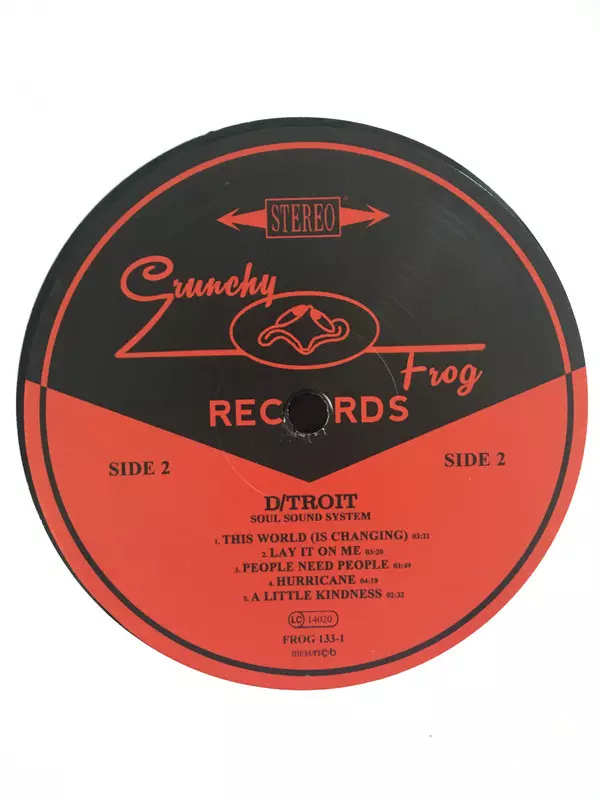 STEREO
Crunchy
Frog
RECORDS
SIDE 2
SIDE 2
D/TROIT
SOUL SOUND SYSTEM
1. THIS WORLD (IS CHANGING) 03:21
2. LAY IT ON ME 03:20
3. PEOPLE NEED PEOPLE 03:49
4. HURRICANE 04:18
5. A LITTLE KINDNESS 02:32
LC 14020
FROG 133-1
BIEM/n©b